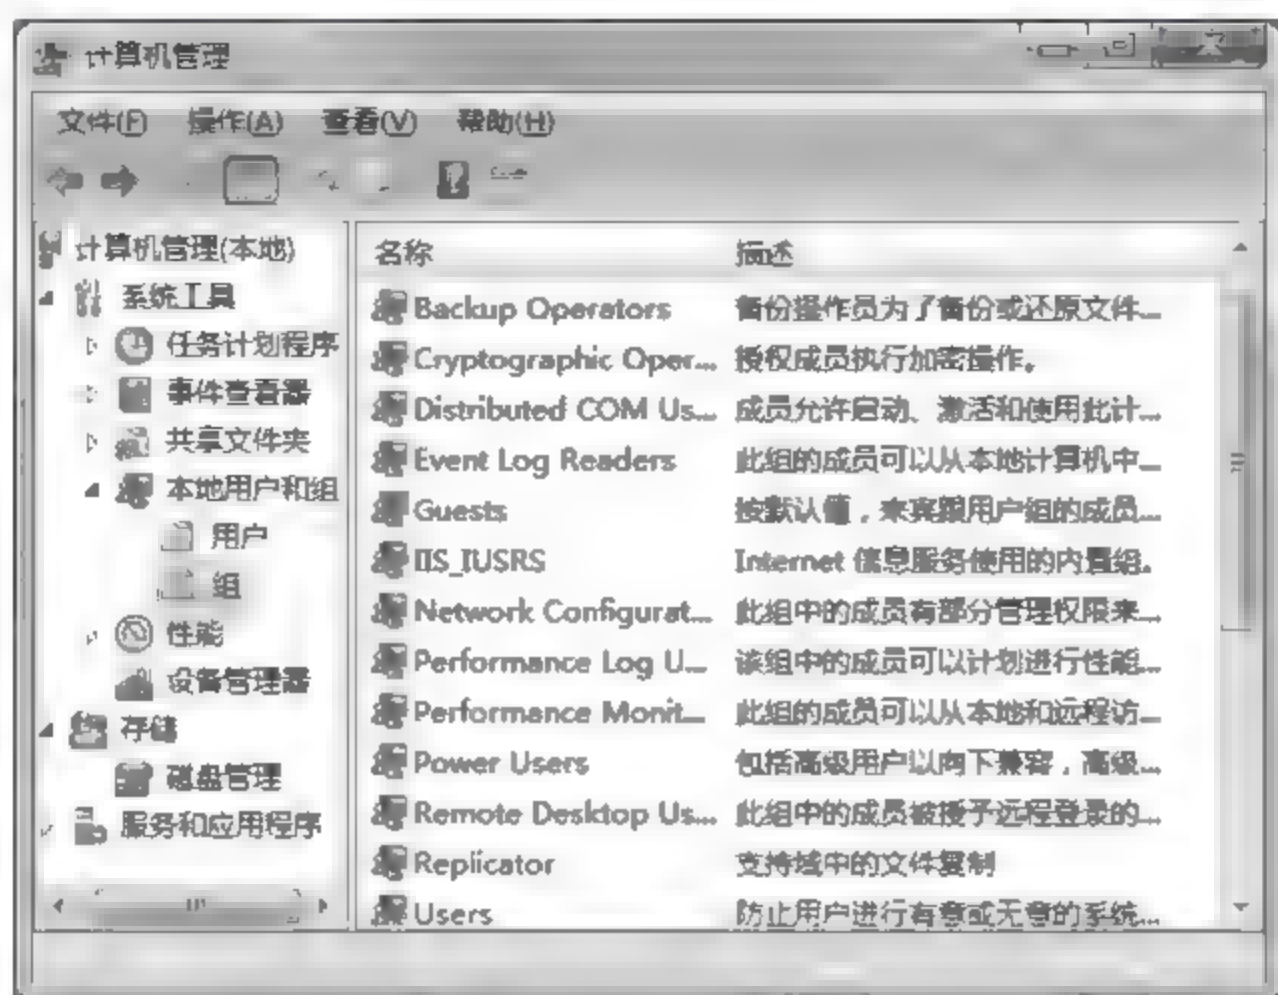 计算机管理
文件(F) 操作(A) 查看(V) 帮助(H)
计算机管理(本地)
系统工具
任务计划程序
事件查看器
共享文件夹
本地用户和组
用户
组
性能
设备管理器
存储
磁盘管理
服务和应用程序
名称 描述
Backup Operators 备份操作员为了备份或还原文件...
Cryptographic Oper... 授权成员执行加密操作。
Distributed COM Us... 成员允许启动、激活和使用此计...
Event Log Readers 此组的成员可以从本地计算机中...
Guests 按默认值，来宾跟用户组的成员...
IIS_IUSRS Internet 信息服务使用的内置组。
Network Configurat... 此组中的成员有部分管理权限来...
Performance Log U... 该组中的成员可以计划进行性能...
Performance Monit... 此组的成员可以从本地和远程访...
Power Users 包括高级用户以向下兼容，高级...
Remote Desktop Us... 此组中的成员被授予远程登录的...
Replicator 支持域中的文件复制
Users 防止用户进行有意或无意的系统...